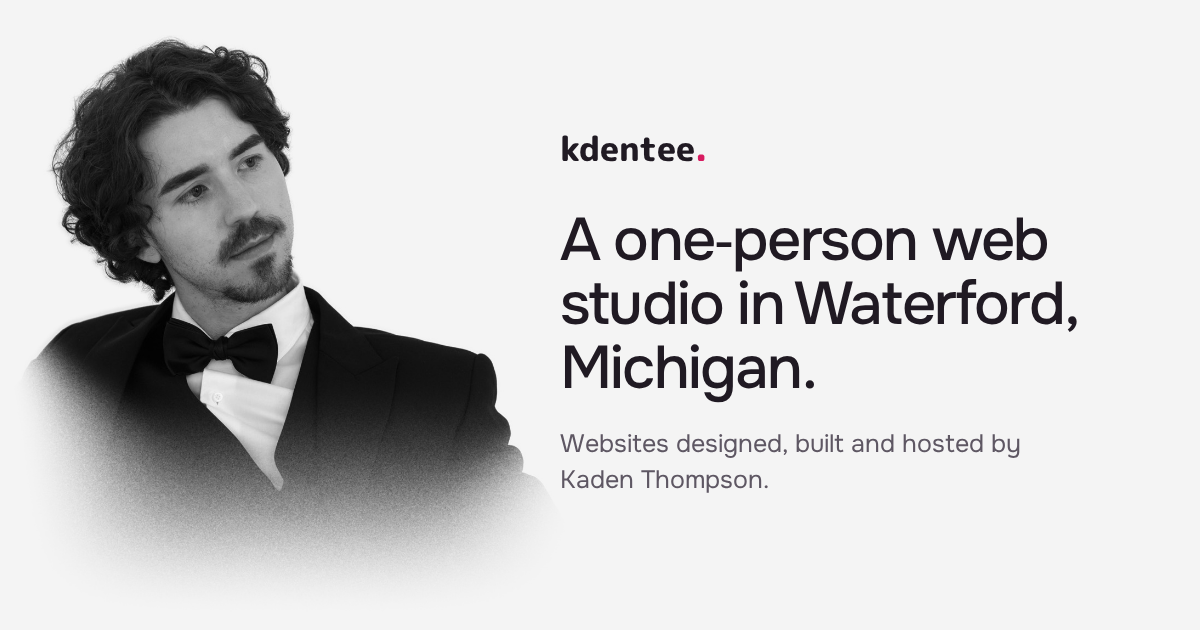 kdentee.
A one-person web
studio in Waterford,
Michigan.
Websites designed, built and hosted by
Kaden Thompson.